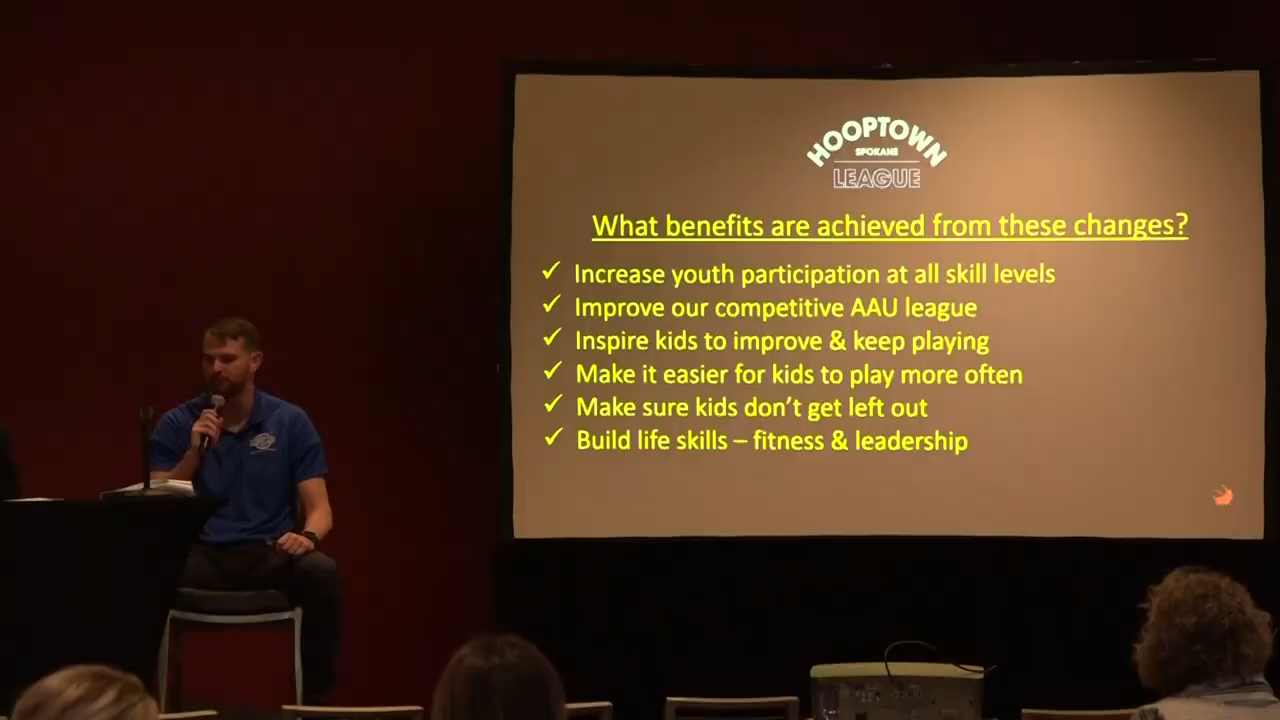 HOOPTOWN
SPOKANE
LEAGUE
What benefits are achieved from these changes?
✓ Increase youth participation at all skill levels
✓ Improve our competitive AAU league
✓ Inspire kids to improve & keep playing
✓ Make it easier for kids to play more often
✓ Make sure kids don’t get left out
✓ Build life skills – fitness & leadership